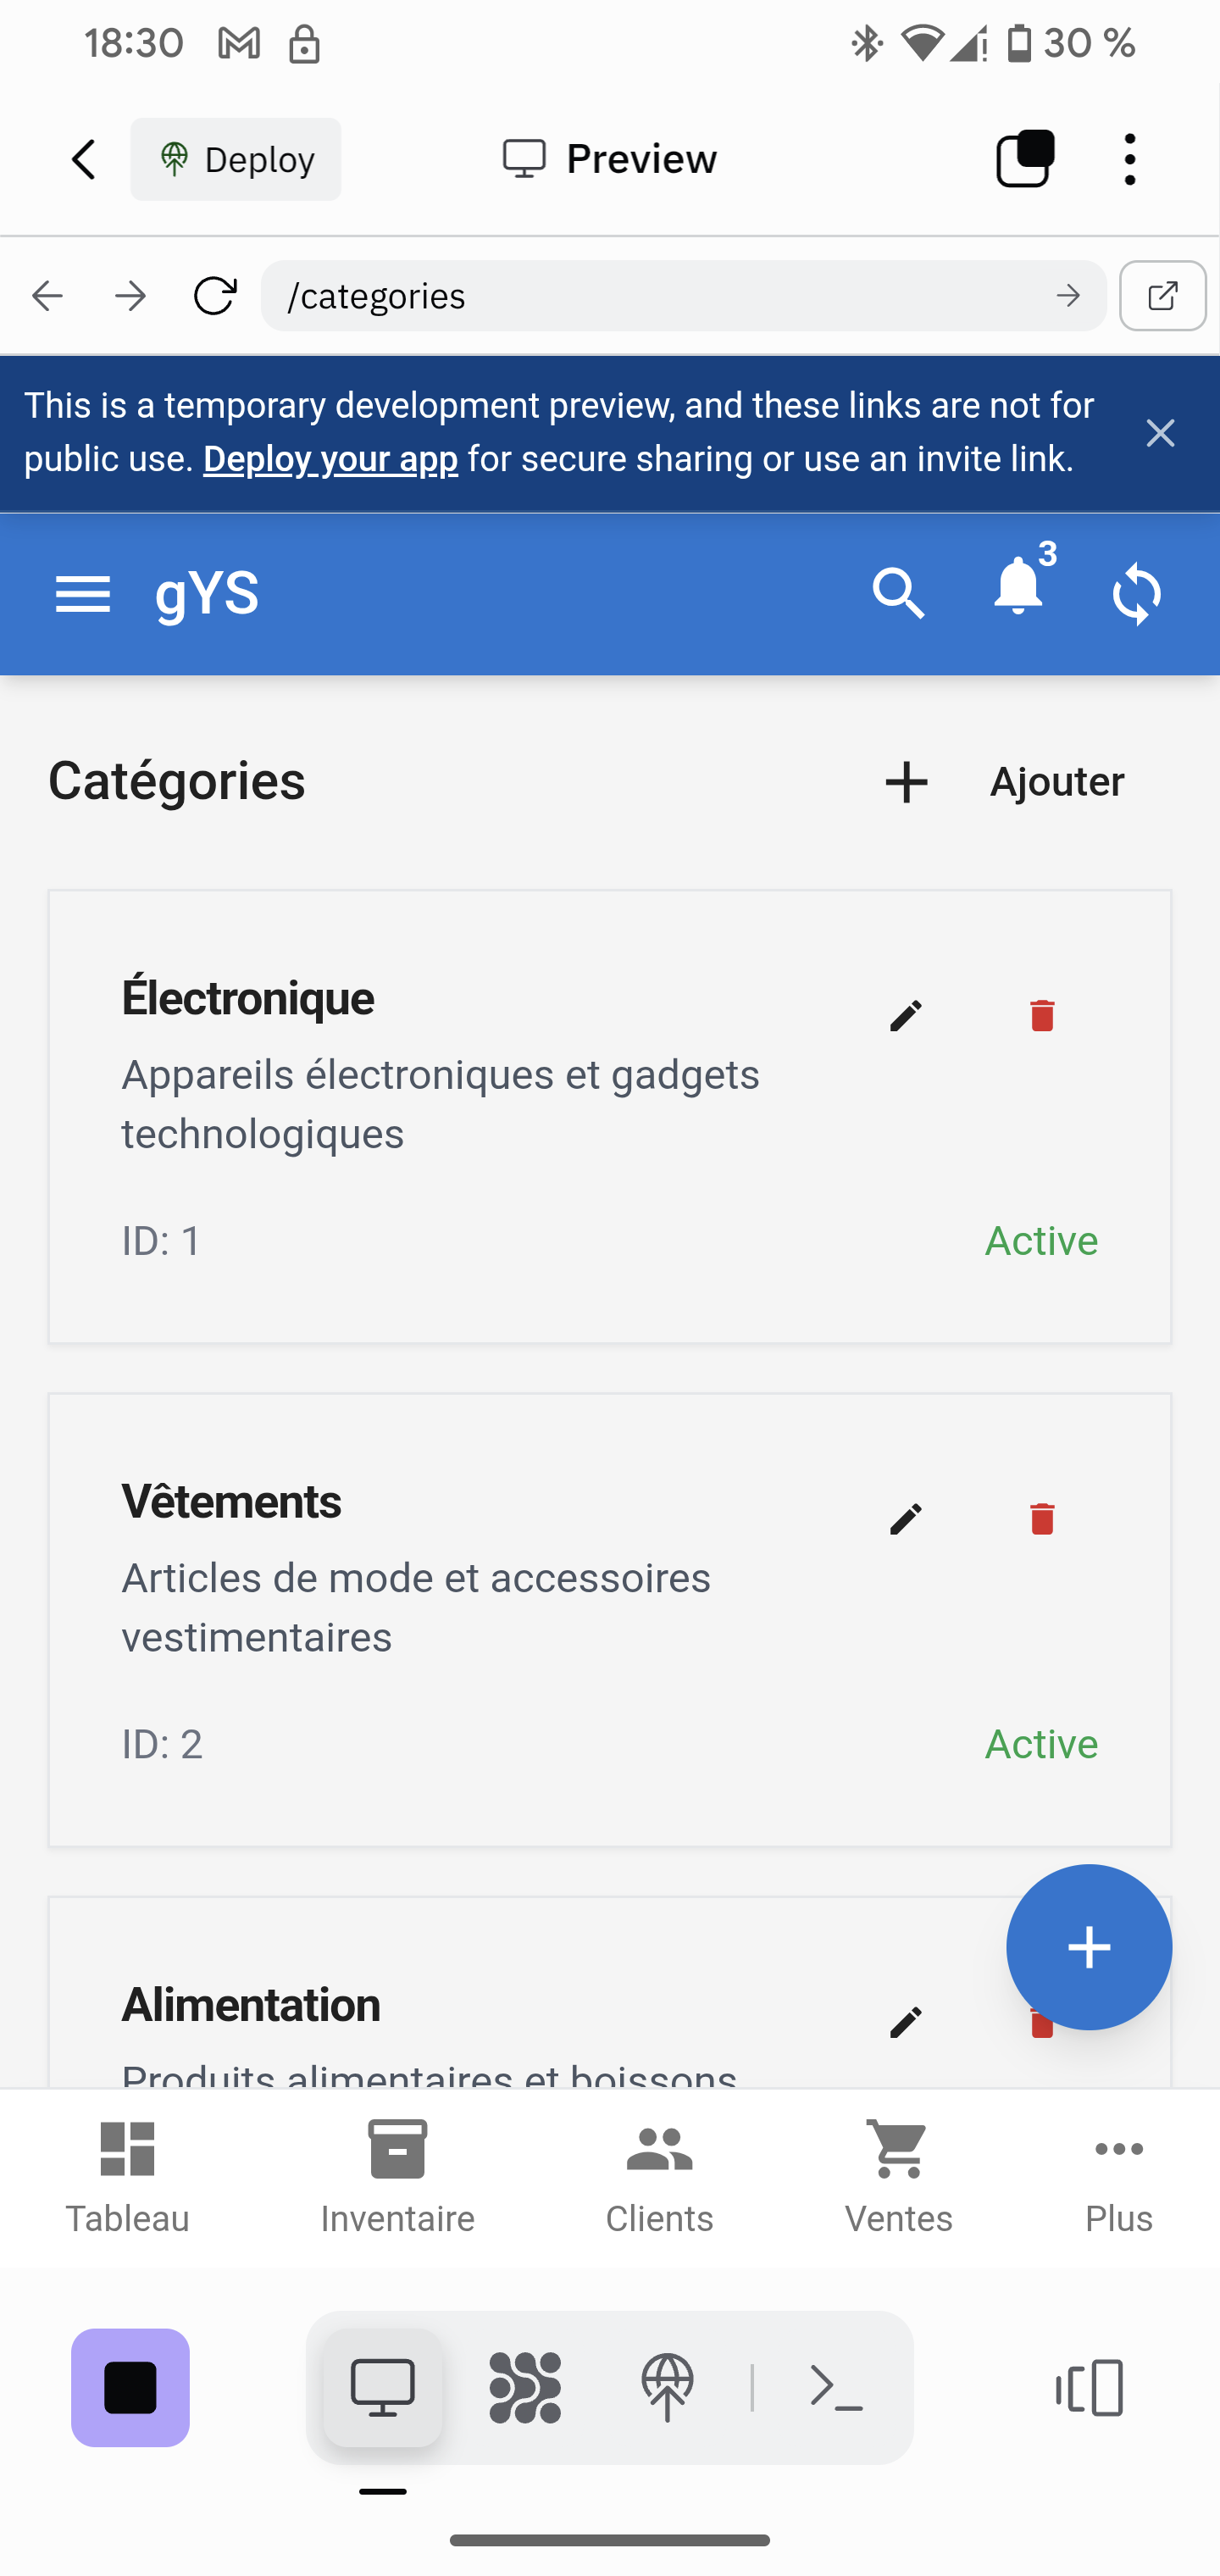 18:30
30 %
Deploy
Preview
/categories
This is a temporary development preview, and these links are not for
public use. Deploy your app for secure sharing or use an invite link.
gYS
3
Catégories
Ajouter
Électronique
Appareils électroniques et gadgets
technologiques
ID: 1
Active
Vêtements
Articles de mode et accessoires
vestimentaires
ID: 2
Active
Alimentation
Produits alimentaires et boissons
Tableau
Inventaire
Clients
Ventes
Plus